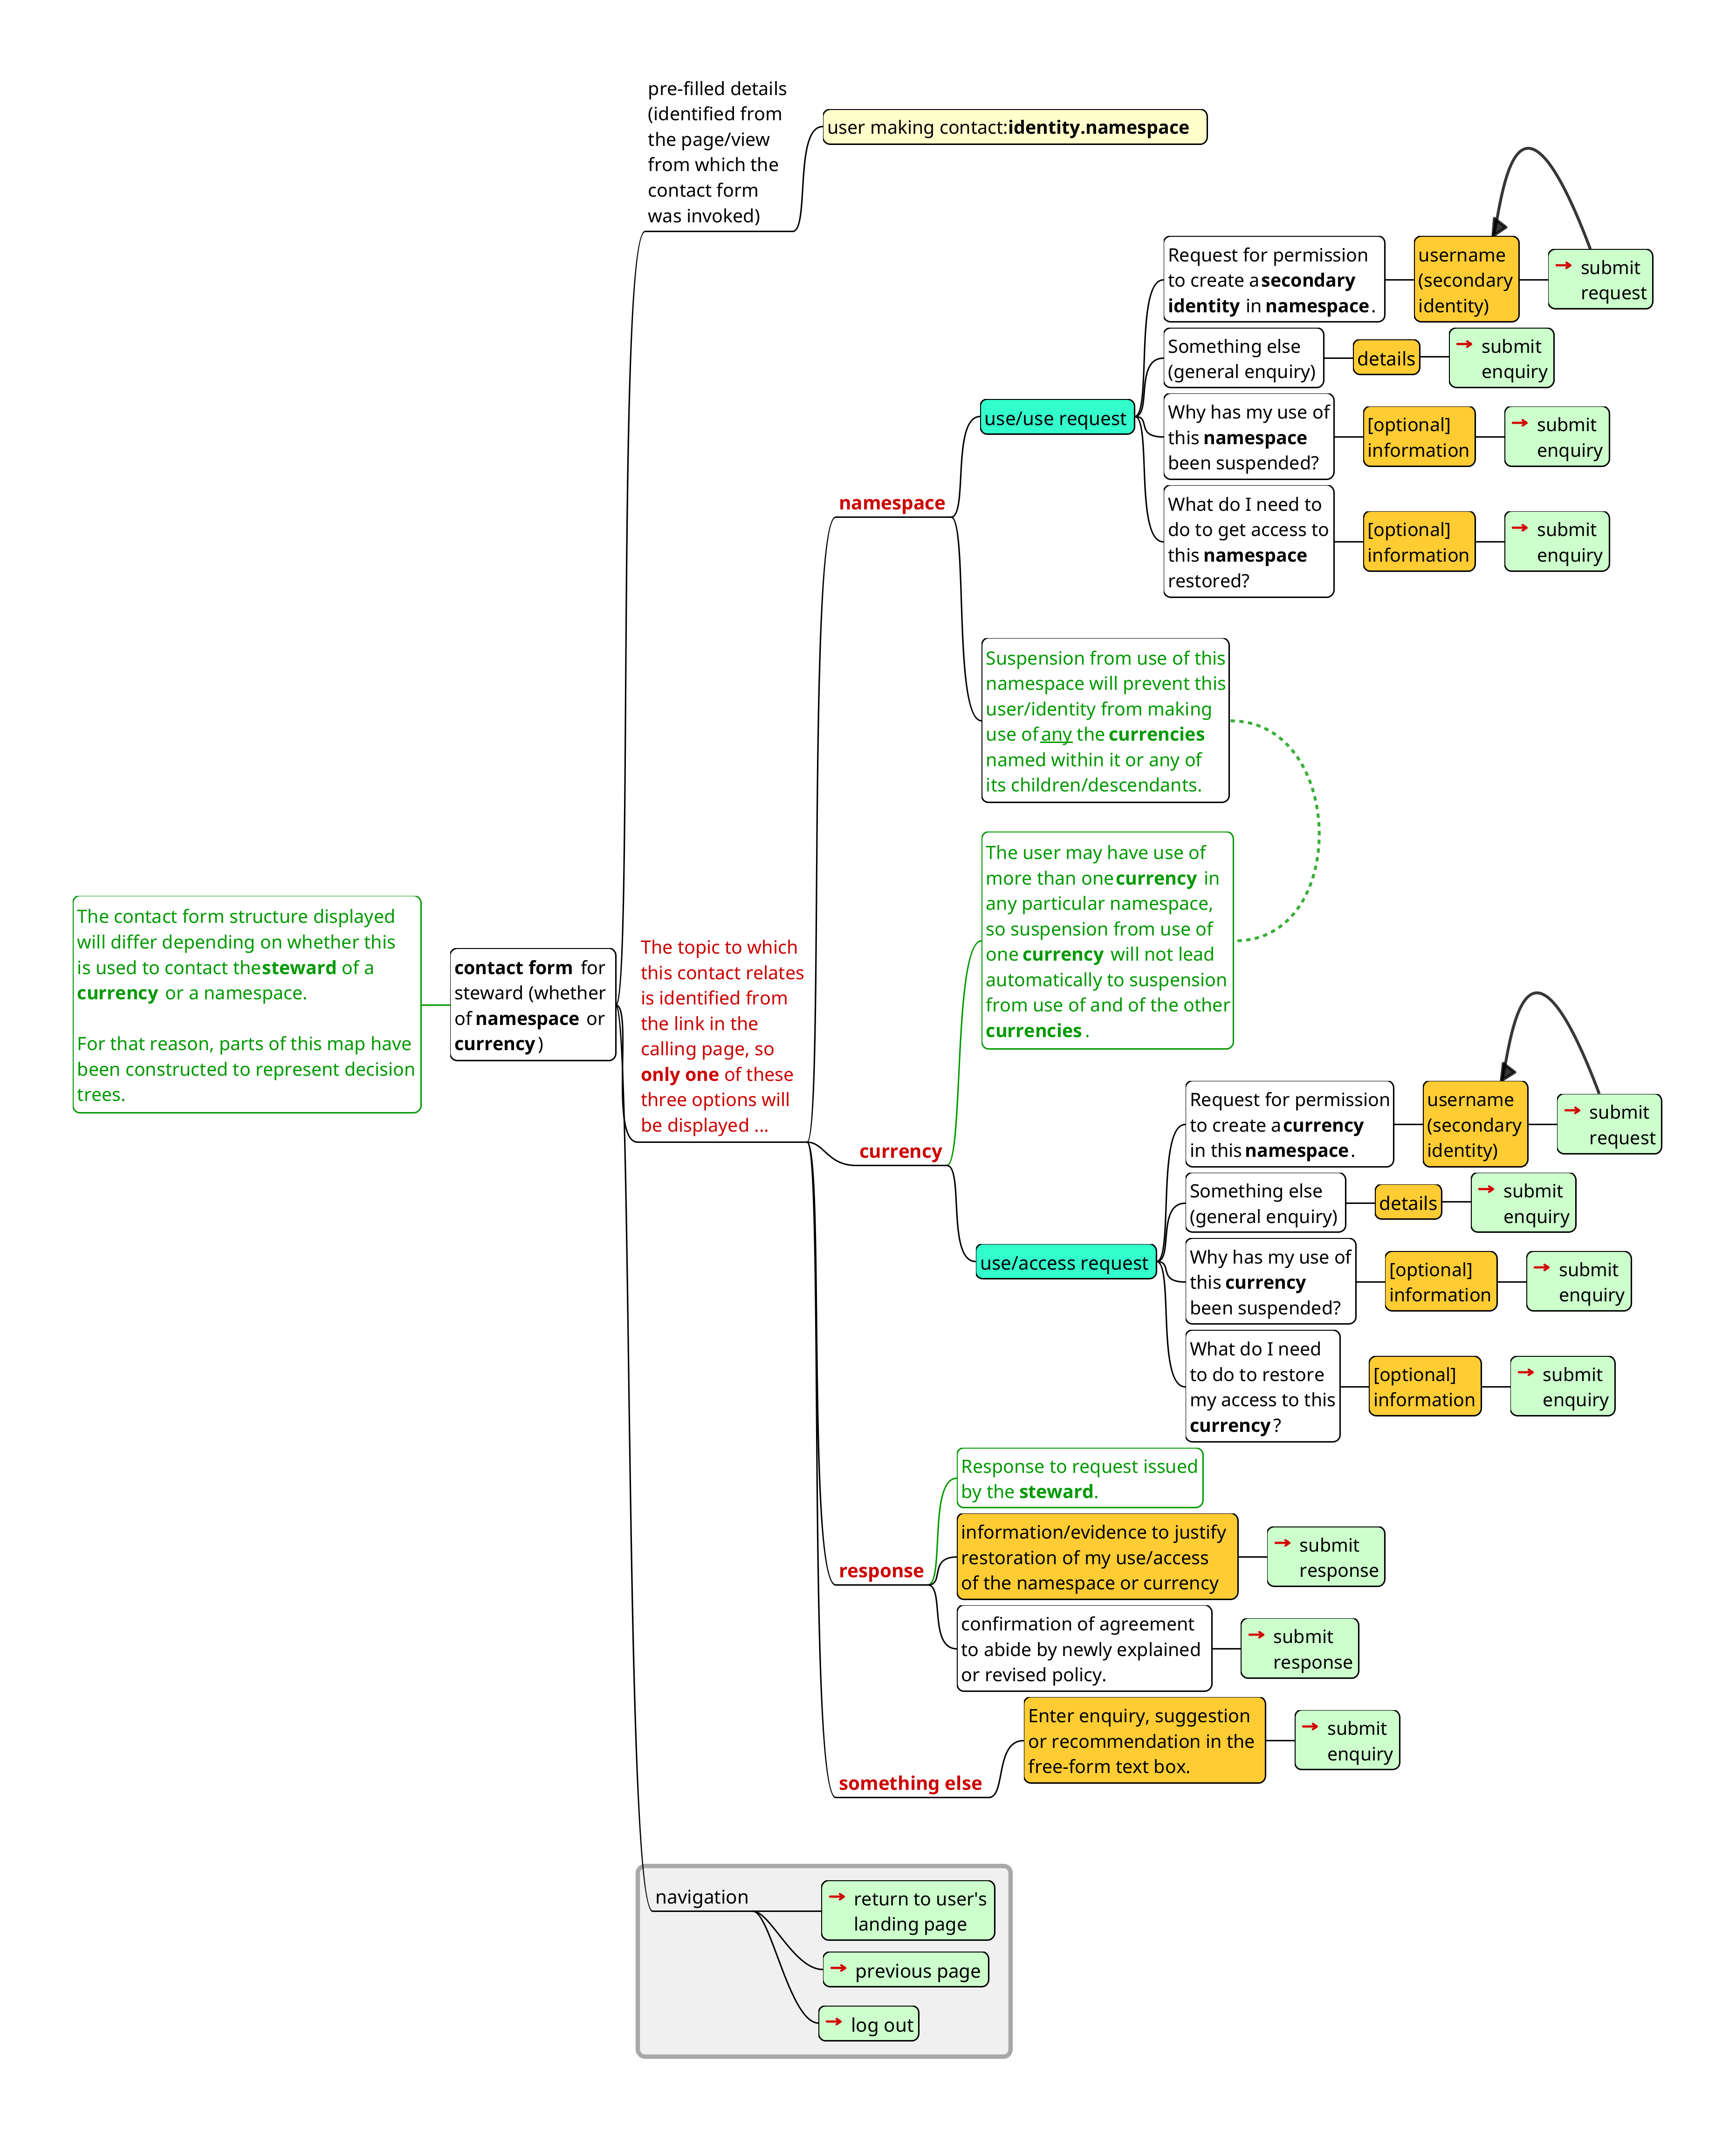 pre-filled details
(identified from
the page/view
from which the
contact form
was invoked)
user making contact:identity.namespace
Request for permission
to create a secondary
identity in namespace.
username
(secondary
identity)
→ submit
request
Something else
(general enquiry)
details
→ submit
enquiry
use/use request
Why has my use of
this namespace
been suspended?
[optional]
information
→ submit
enquiry
namespace
What do I need to
do to get access to
this namespace
restored?
[optional]
information
→ submit
enquiry
Suspension from use of this
namespace will prevent this
user/identity from making
use of any the currencies
named within it or any of
its children/descendants.
The user may have use of
more than one currency in
any particular namespace,
so suspension from use of
one currency will not lead
automatically to suspension
from use of and of the other
currencies.
The contact form structure displayed
will differ depending on whether this
is used to contact the steward of a
currency or a namespace.
For that reason, parts of this map have
been constructed to represent decision
trees.
contact form for
steward (whether
of namespace or
currency)
The topic to which
this contact relates
is identified from
the link in the
calling page, so
only one of these
three options will
be displayed ...
currency
Request for permission
to create a currency
in this namespace.
username
(secondary
identity)
→ submit
request
Something else
(general enquiry)
details
→ submit
enquiry
use/access request
Why has my use of
this currency
been suspended?
[optional]
information
→ submit
enquiry
What do I need
to do to restore
my access to this
currency?
[optional]
information
→ submit
enquiry
Response to request issued
by the steward.
response
information/evidence to justify
restoration of my use/access
of the namespace or currency
→ submit
response
confirmation of agreement
to abide by newly explained
or revised policy.
→ submit
response
something else
Enter enquiry, suggestion
or recommendation in the
free-form text box.
→ submit
enquiry
navigation
→ return to user's
landing page
→ previous page
→ log out